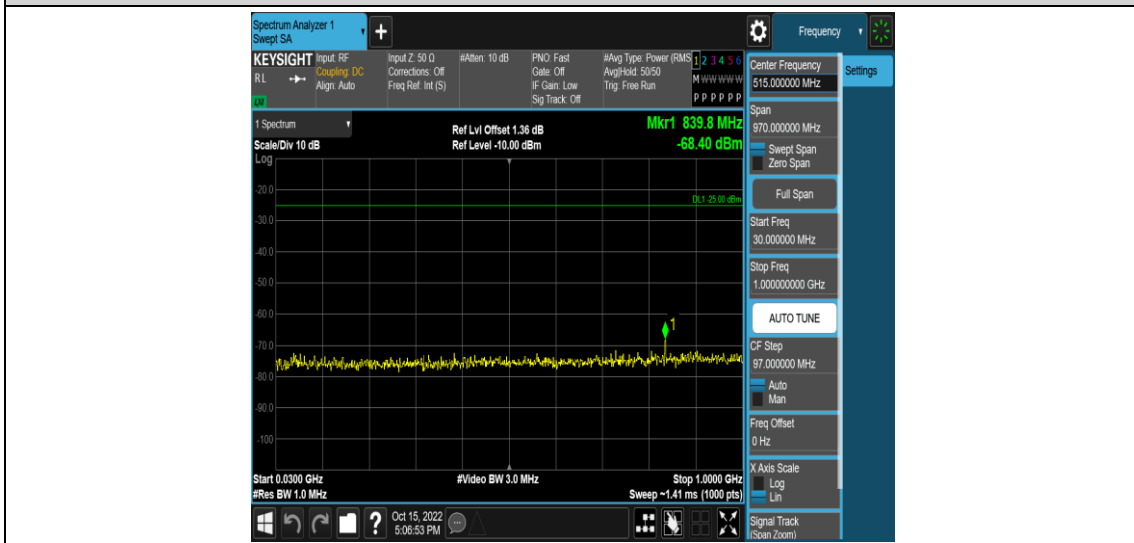 Spectrum Analyzer 1
Swept SA
+
Frequency
KEYSIGHT
RL
LXI
Input: RF
Coupling: DC
Align: Auto
Input Z: 50 Ω
Corrections: Off
Freq Ref: Int (S)
#Atten: 10 dB
PNO: Fast
Gate: Off
IF Gain: Low
Sig Track: Off
#Avg Type: Power (RMS
Avg|Hold: 50/50
Trig: Free Run
1 2 3 4 5 6
M W W W W W
P P P P P P
Center Frequency
515.000000 MHz
Settings
1 Spectrum
Scale/Div 10 dB
Log
Ref Lvl Offset 1.36 dB
Ref Level -10.00 dBm
Mkr1 839.8 MHz
-68.40 dBm
DL1 -25.00 dBm
-20.0
-30.0
-40.0
-50.0
-60.0
-70.0
-80.0
-90.0
-100
1
Start 0.0300 GHz
#Res BW 1.0 MHz
#Video BW 3.0 MHz
Stop 1.0000 GHz
Sweep ~1.41 ms (1000 pts)
Span
970.000000 MHz
Swept Span
Zero Span
Full Span
Start Freq
30.000000 MHz
Stop Freq
1.000000000 GHz
AUTO TUNE
CF Step
97.000000 MHz
Auto
Man
Freq Offset
0 Hz
X Axis Scale
Log
Lin
Signal Track
(Span Zoom)
?
Oct 15, 2022
5:06:53 PM